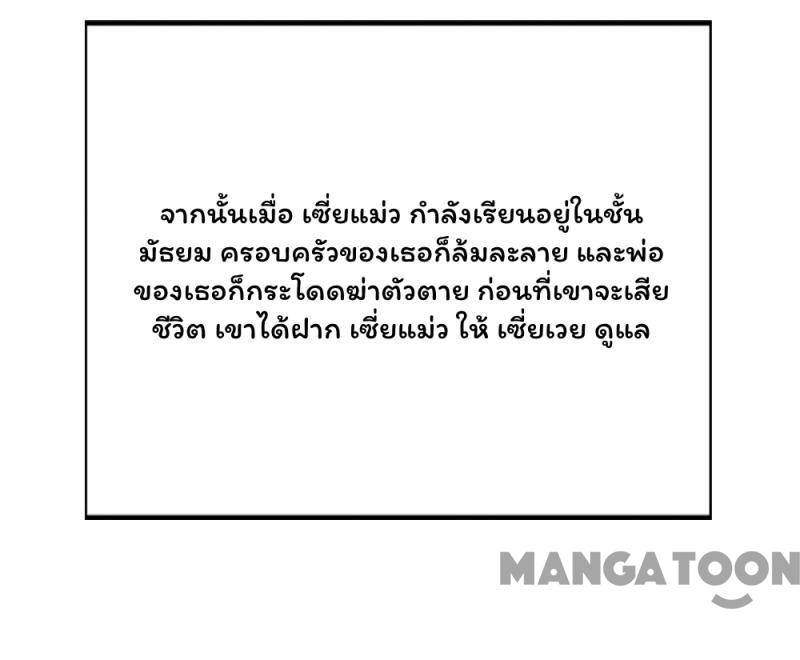 จากนั้นเมื่อ เซี่ยแม่ว กำลังเรียนอยู่ในชั้น
มัธยม ครอบครัวของเธอก็ล้มละลาย และพ่อ
ของเธอก็กระโดดฆ่าตัวตาย ก่อนที่เขาจะเสีย
ชีวิต เขาได้ฝาก เซี่ยแม่ว ให้ เซี่ยเวย ดูแล
MANGATOON